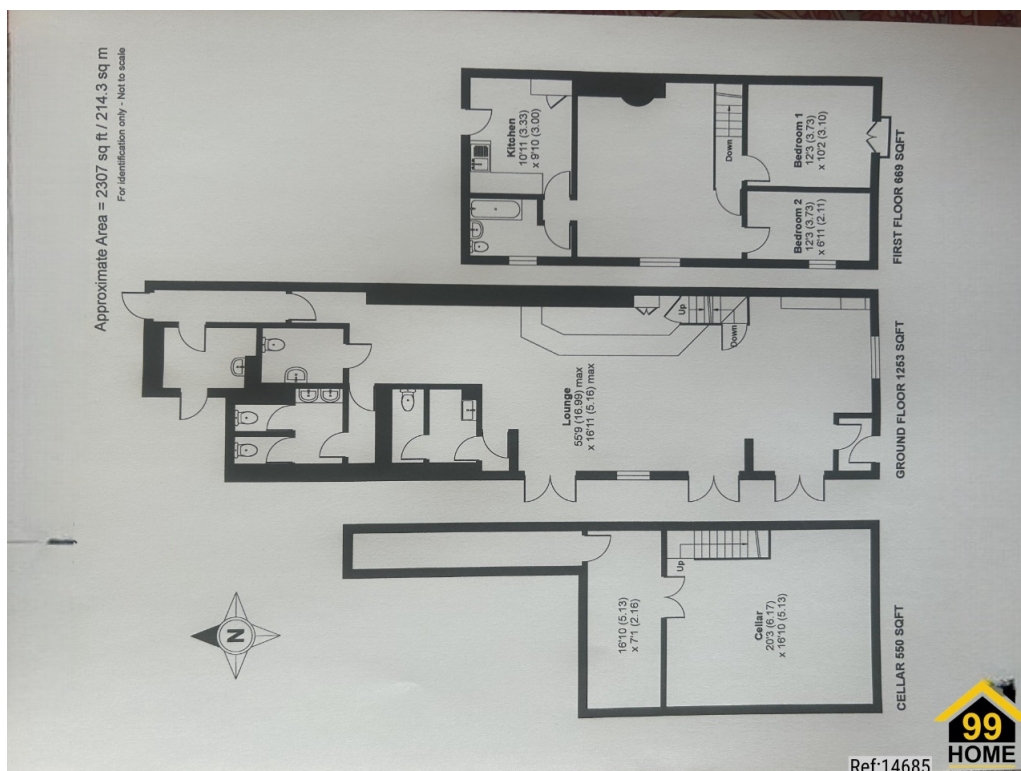 Approximate Area = 2307 sq ft / 214.3 sq m
For identification only - Not to scale
Kitchen
10'11 (3.33)
x 9'10 (3.00)
Down
Bedroom 1
12'3 (3.73)
x 10'2 (3.10)
Bedroom 2
12'3 (3.73)
x 6'11 (2.11)
FIRST FLOOR 669 SQFT
Lounge
55'9 (16.99) max
x 16'11 (5.16) max
Up
Down
GROUND FLOOR 1253 SQFT
N
16'10 (5.13)
x 7'1 (2.16)
Up
Cellar
20'3 (6.17)
x 16'10 (5.13)
CELLAR 550 SQFT
99
HOME
Ref:14685